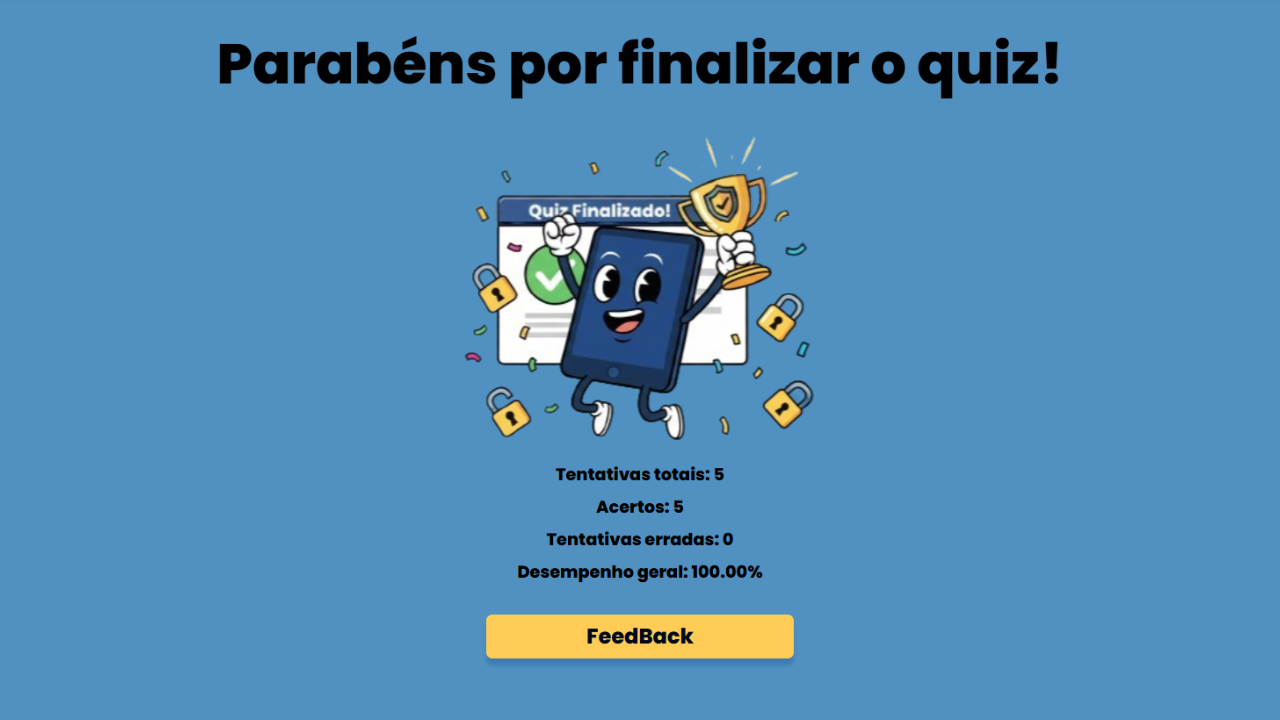 Parabéns por finalizar o quiz!
Quiz Finalizado!
Tentativas totais: 5
Acertos: 5
Tentativas erradas: 0
Desempenho geral: 100.00%
FeedBack